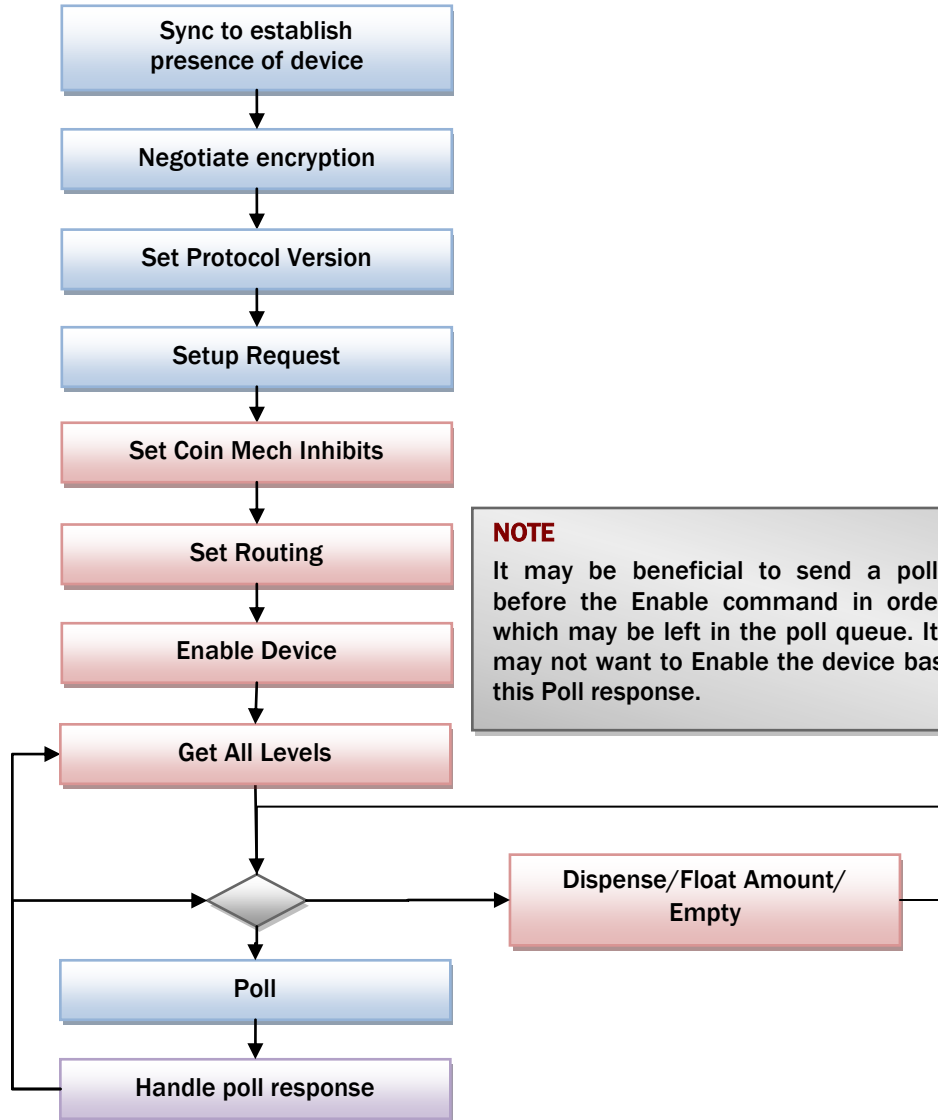 Sync to establish
presence of device
Negotiate encryption
Set Protocol Version
Setup Request
Set Coin Mech Inhibits
Set Routing
Enable Device
Get All Levels
NOTE
It may be beneficial to send a poll
before the Enable command in orde
which may be left in the poll queue. It
may not want to Enable the device bas
this Poll response.
Dispense/Float Amount/
Empty
Poll
Handle poll response